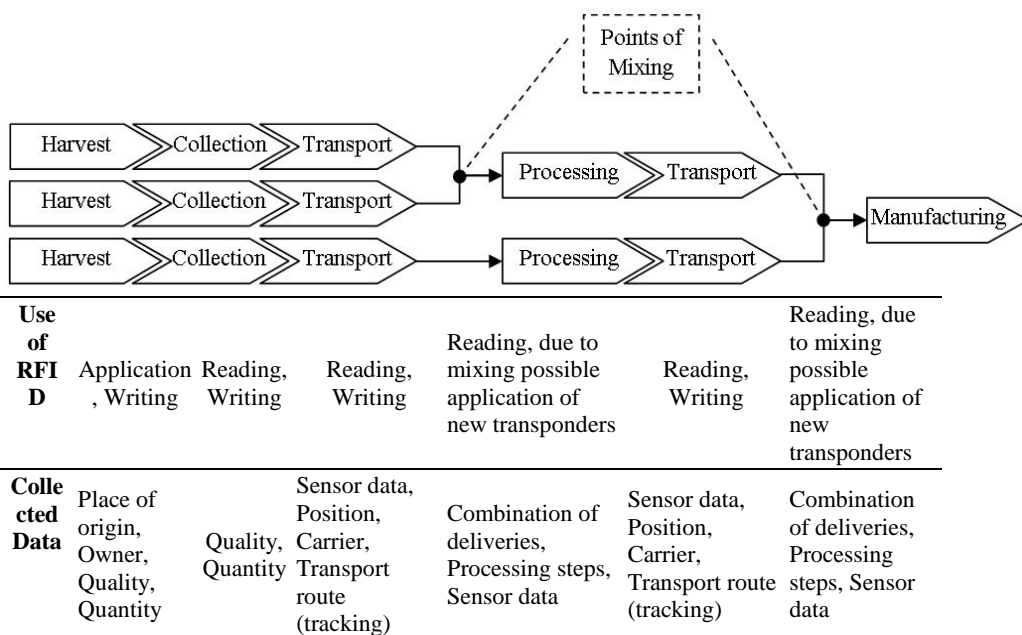 Points of
Mixing
Harvest Collection Transport
Processing Transport
Harvest Collection Transport
Manufacturing
Harvest Collection Transport Processing Transport
Use
of
RFI
D
Application
, Writing
Reading,
Writing
Reading,
Writing
Reading, due to
mixing possible
application of
new transponders
Reading,
Writing
Reading, due
to mixing
possible
application of
new
transponders
Colle
cted
Data
Place of
origin,
Owner,
Quality,
Quantity
Quality,
Quantity
Sensor data,
Position,
Carrier,
Transport
route
(tracking)
Combination of
deliveries,
Processing steps,
Sensor data
Sensor data,
Position,
Carrier,
Transport route
(tracking)
Combination
of deliveries,
Processing
steps, Sensor
data